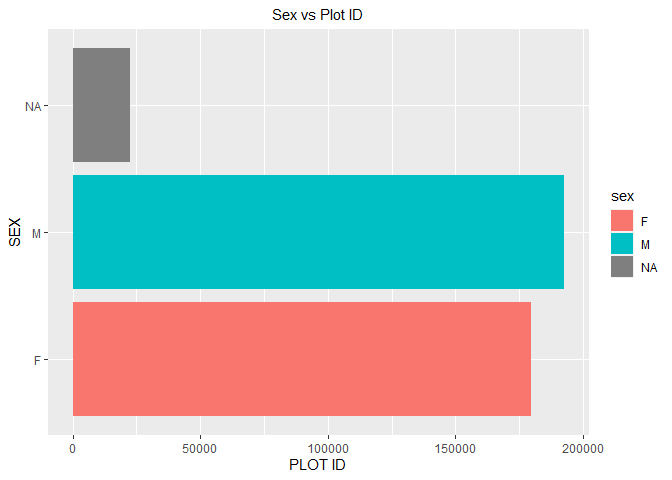 Sex vs Plot ID
NA
M
F
SEX
0
50000
100000
150000
200000
PLOT ID
sex
F
M
NA